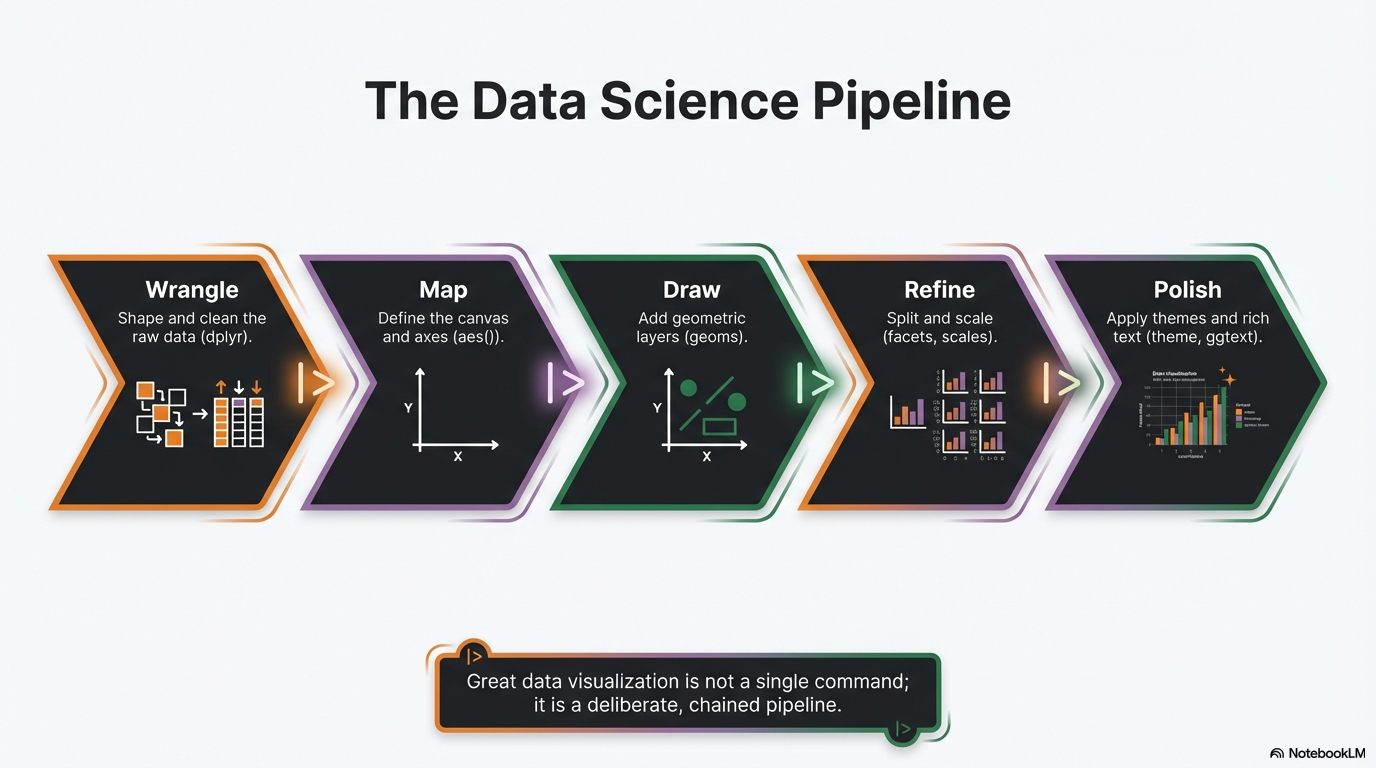 The Data Science Pipeline
Wrangle
Shape and clean the
raw data (dplyr).
|>
Map
Define the canvas
and axes (aes()).
Y
X
|>
Draw
Add geometric
layers (geoms).
Y
X
|>
Refine
Split and scale
(facets, scales).
|>
Polish
Apply themes and rich
text (theme, ggtext).
|>
Great data visualization is not a single command;
it is a deliberate, chained pipeline.
|>
NotebookLM